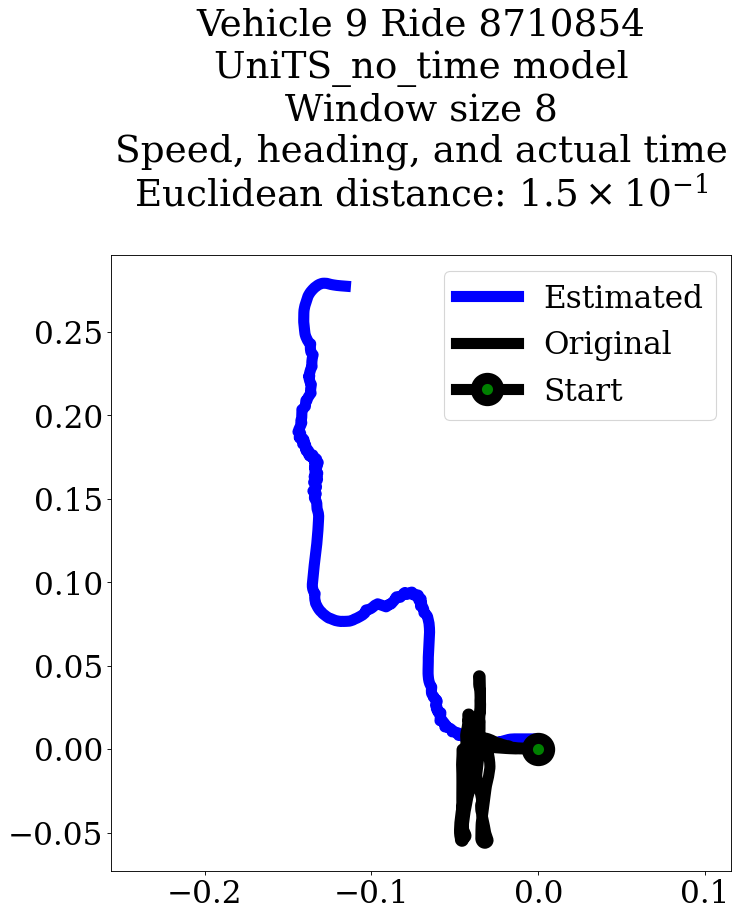 Vehicle 9 Ride 8710854
UniTS_no_time model
Window size 8
Speed, heading, and actual time
Euclidean distance: 1.5 × 10⁻¹
Estimated
Original
Start
0.25
0.20
0.15
0.10
0.05
0.00
−0.05
−0.2
−0.1
0.0
0.1